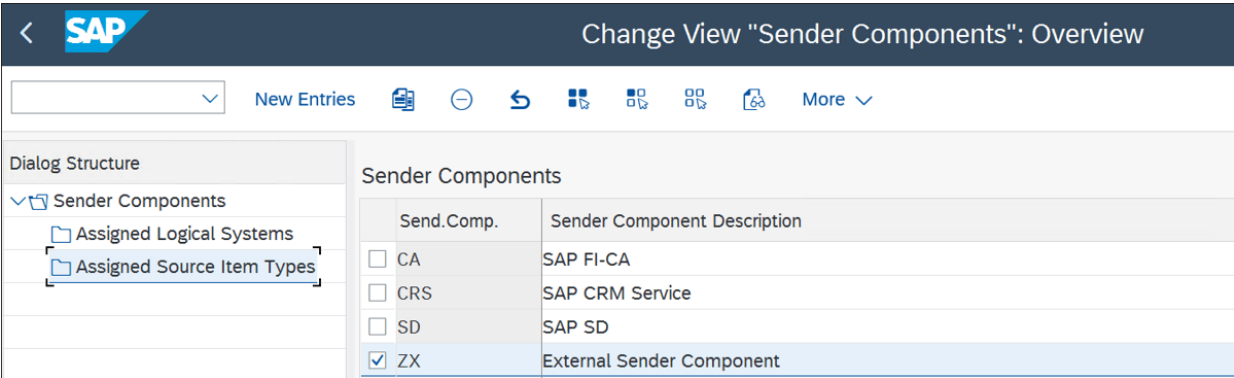 SAP
Change View "Sender Components": Overview
New Entries
More
Dialog Structure
Sender Components
Assigned Logical Systems
Assigned Source Item Types
Sender Components
Send.Comp. Sender Component Description
CA SAP FI-CA
CRS SAP CRM Service
SD SAP SD
ZX External Sender Component